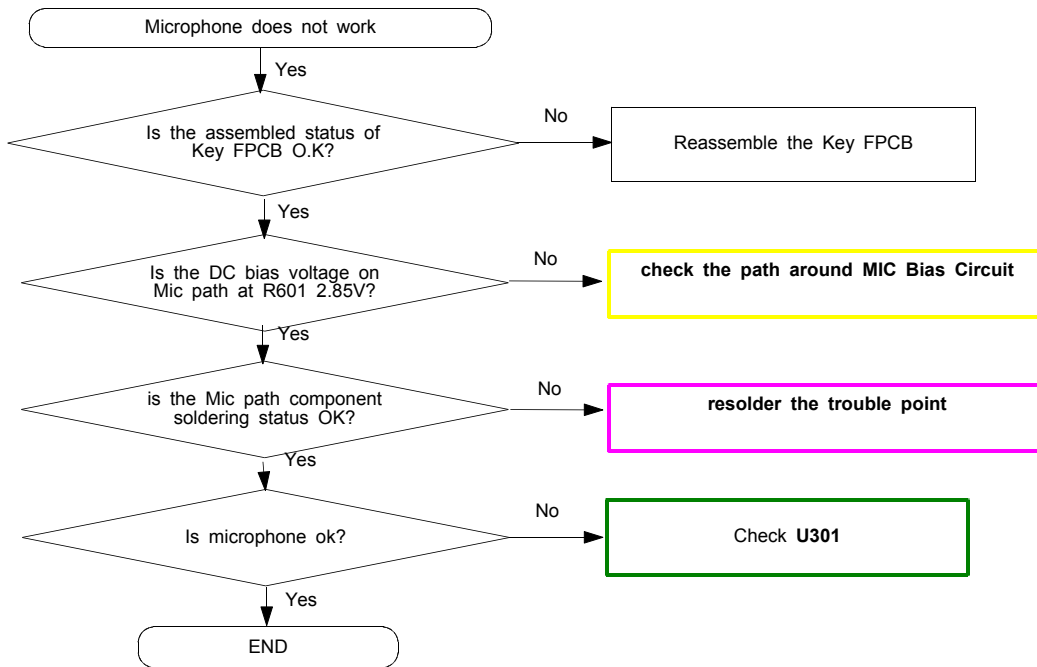 Microphone does not work
Yes
Is the assembled status of
Key FPCB O.K?
No
Reassemble the Key FPCB
Yes
Is the DC bias voltage on
Mic path at R601 2.85V?
No
check the path around MIC Bias Circuit
Yes
is the Mic path component
soldering status OK?
No
resolder the trouble point
Yes
Is microphone ok?
No
Check U301
Yes
END